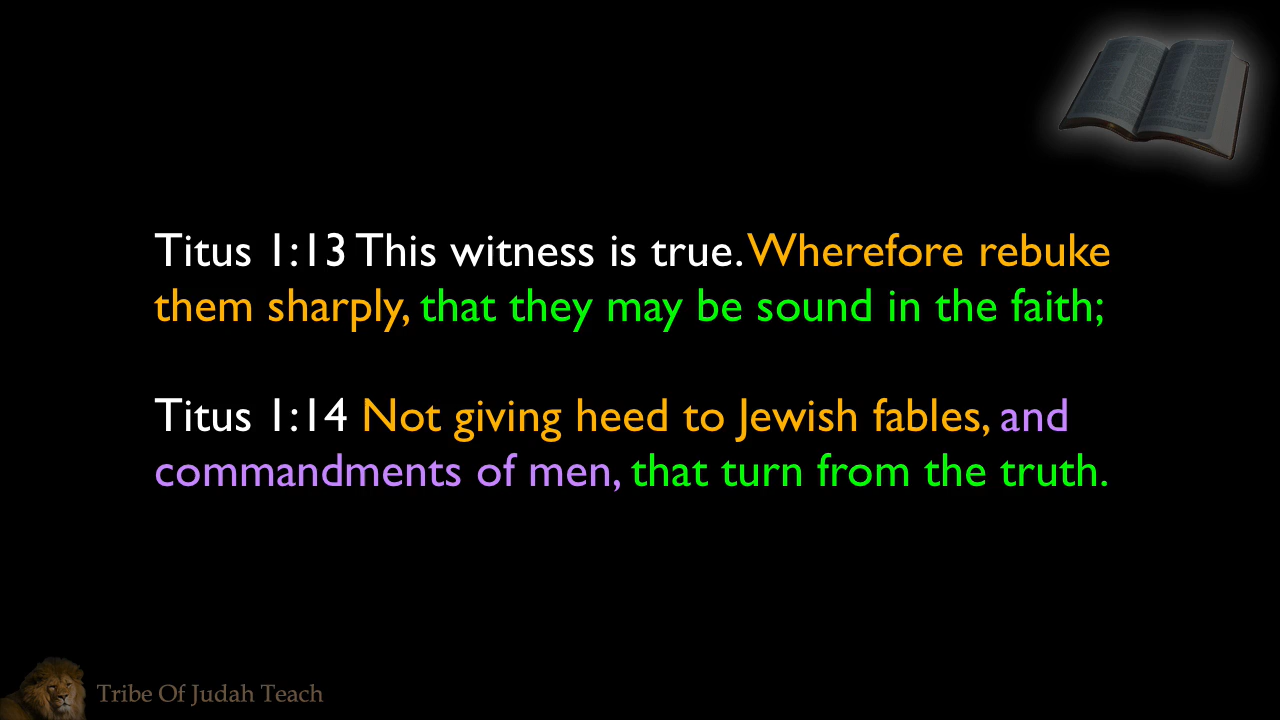 Titus 1:13 This witness is true. Wherefore rebuke
them sharply, that they may be sound in the faith;
Titus 1:14 Not giving heed to Jewish fables, and
commandments of men, that turn from the truth.
Tribe Of Judah Teach